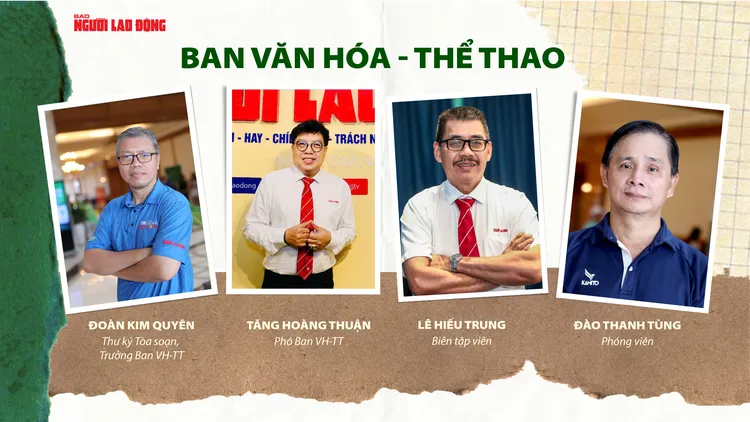 BÁO
NGƯỜI LAO ĐỘNG
BAN VĂN HÓA - THỂ THAO
ĐOÀN KIM QUYÊN
Thư ký Tòa soạn,
Trưởng Ban VH-TT
TĂNG HOÀNG THUẬN
Phó Ban VH-TT
LÊ HIẾU TRUNG
Biên tập viên
KAMITO
ĐÀO THANH TÙNG
Phóng viên